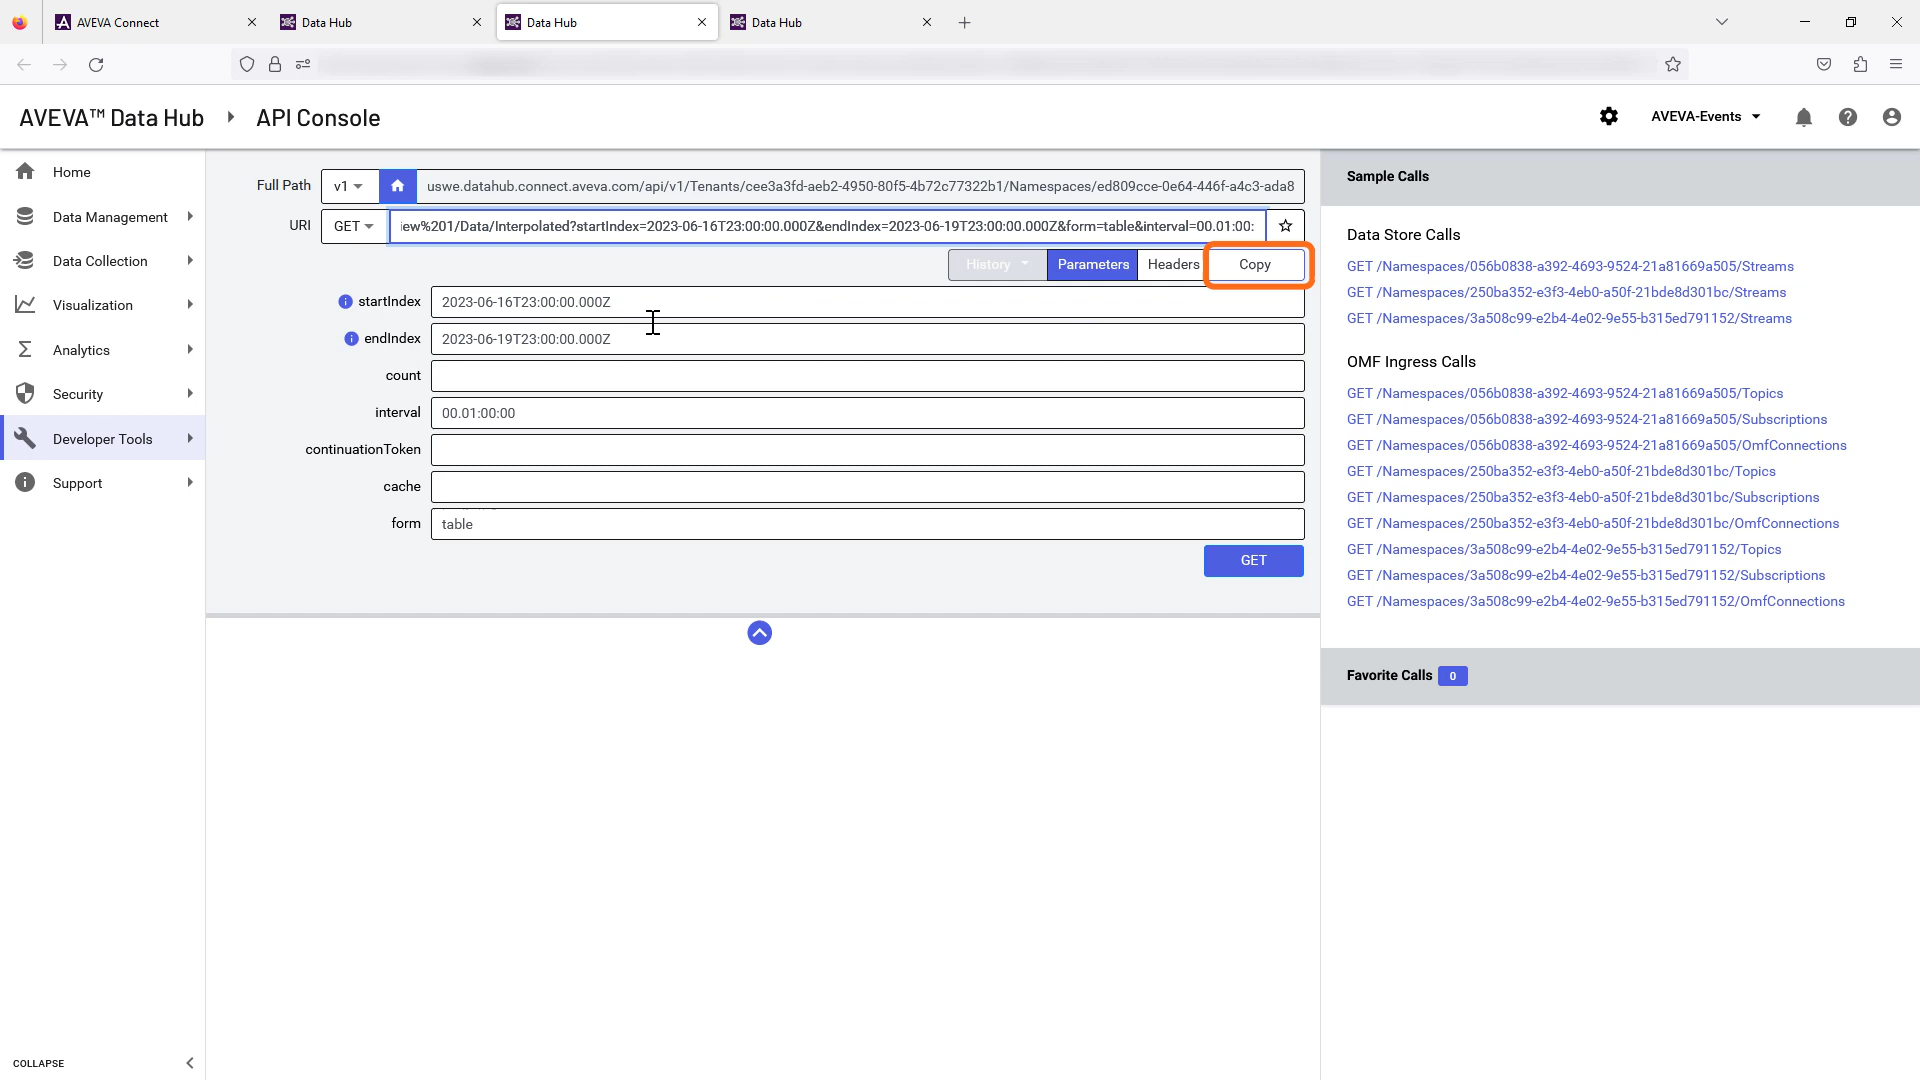 AVEVA Connect
Data Hub
Data Hub
Data Hub
AVEVA™ Data Hub
API Console
AVEVA-Events
Home
Data Management
Data Collection
Visualization
Analytics
Security
Developer Tools
Support
COLLAPSE
Full Path
v1
uswe.datahub.connect.aveva.com/api/v1/Tenants/cee3a3fd-aeb2-4950-80f5-4b72c77322b1/Namespaces/ed809cce-0e64-446f-a4c3-ada8
URI
GET
iew%201/Data/Interpolated?startIndex=2023-06-16T23:00:00.000Z&endIndex=2023-06-19T23:00:00.000Z&form=table&interval=00.01:00:
History
Parameters
Headers
Copy
startIndex
2023-06-16T23:00:00.000Z
endIndex
2023-06-19T23:00:00.000Z
count
interval
00.01:00:00
continuationToken
cache
form
table
GET
Sample Calls
Data Store Calls
GET /Namespaces/056b0838-a392-4693-9524-21a81669a505/Streams
GET /Namespaces/250ba352-e3f3-4eb0-a50f-21bde8d301bc/Streams
GET /Namespaces/3a508c99-e2b4-4e02-9e55-b315ed791152/Streams
OMF Ingress Calls
GET /Namespaces/056b0838-a392-4693-9524-21a81669a505/Topics
GET /Namespaces/056b0838-a392-4693-9524-21a81669a505/Subscriptions
GET /Namespaces/056b0838-a392-4693-9524-21a81669a505/OmfConnections
GET /Namespaces/250ba352-e3f3-4eb0-a50f-21bde8d301bc/Topics
GET /Namespaces/250ba352-e3f3-4eb0-a50f-21bde8d301bc/Subscriptions
GET /Namespaces/250ba352-e3f3-4eb0-a50f-21bde8d301bc/OmfConnections
GET /Namespaces/3a508c99-e2b4-4e02-9e55-b315ed791152/Topics
GET /Namespaces/3a508c99-e2b4-4e02-9e55-b315ed791152/Subscriptions
GET /Namespaces/3a508c99-e2b4-4e02-9e55-b315ed791152/OmfConnections
Favorite Calls 0